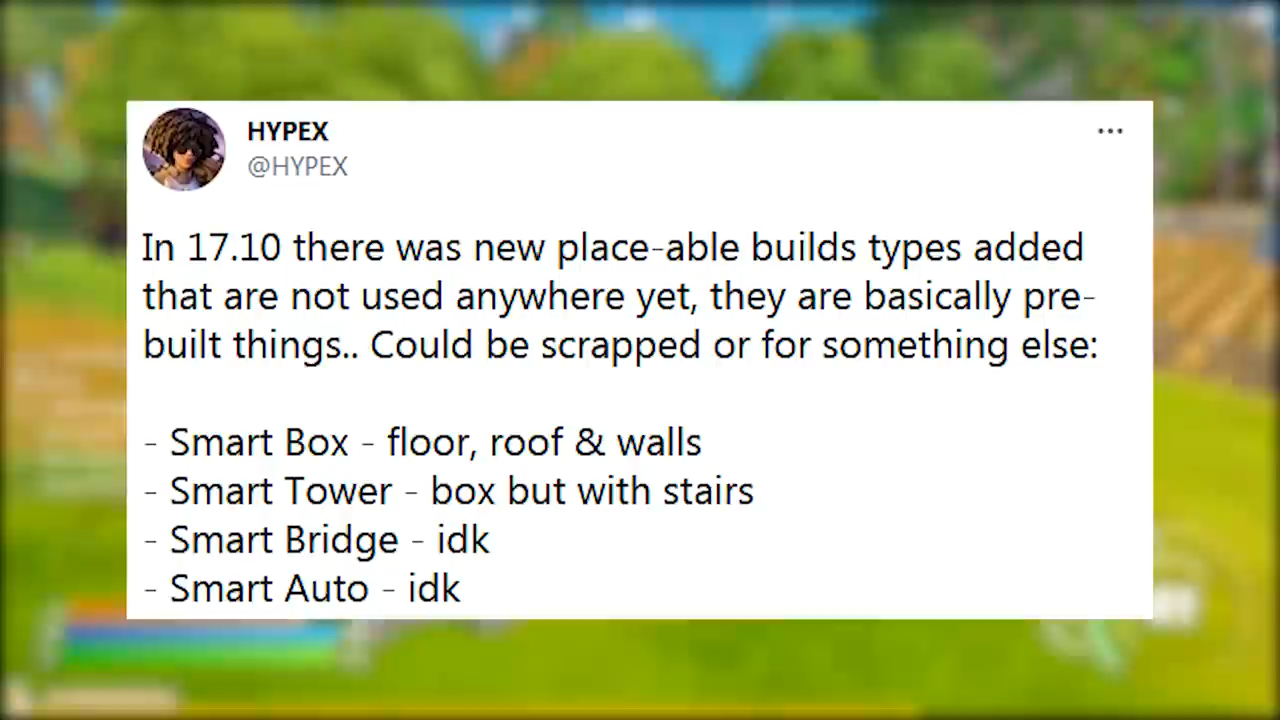 HYPEX
@HYPEX
In 17.10 there was new place-able builds types added
that are not used anywhere yet, they are basically pre-
built things.. Could be scrapped or for something else:
- Smart Box - floor, roof & walls
- Smart Tower - box but with stairs
- Smart Bridge - idk
- Smart Auto - idk